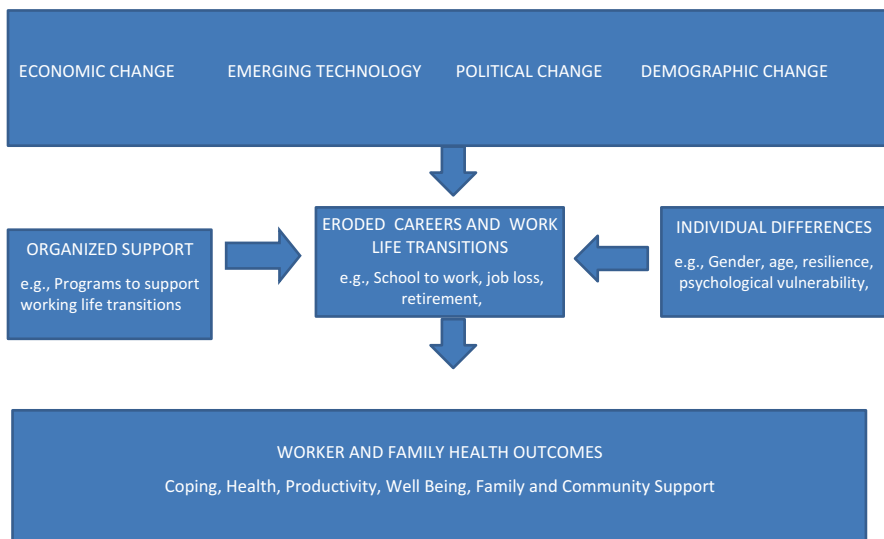 ECONOMIC CHANGE EMERGING TECHNOLOGY POLITICAL CHANGE DEMOGRAPHIC CHANGE
ORGANIZED SUPPORT
e.g., Programs to support
working life transitions
ERODED CAREERS AND WORK
LIFE TRANSITIONS
e.g., School to work, job loss,
retirement,
INDIVIDUAL DIFFERENCES
e.g., Gender, age, resilience,
psychological vulnerability,
WORKER AND FAMILY HEALTH OUTCOMES
Coping, Health, Productivity, Well Being, Family and Community Support